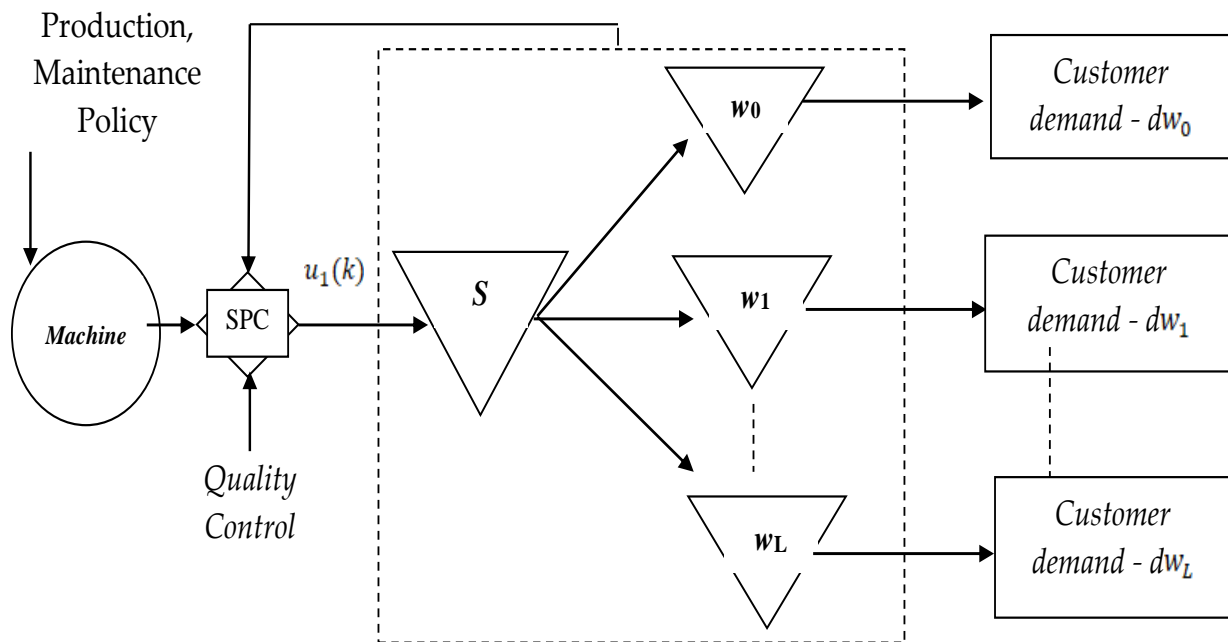 Production,
Maintenance
Policy
Machine
SPC
Quality
Control
u₁(k)
S
w0
w1
wL
Customer
demand - dw₀
Customer
demand - dw₁
Customer
demand - dw_L